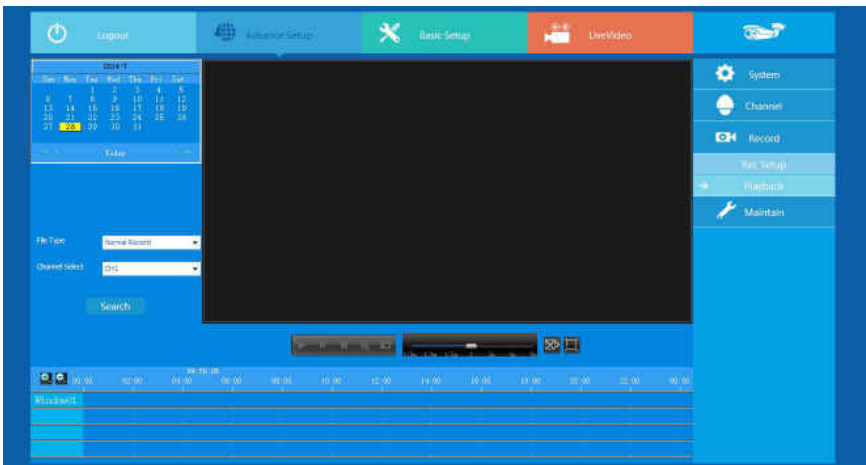 Logout
Advance Setup
Basic Setup
LiveVideo
2014/7
Sun Mon Tue Wed Thu Fri Sat
1 2 3 4 5
6 7 8 9 10 11 12
13 14 15 16 17 18 19
20 21 22 23 24 25 26
27 28 29 30 31
Today
File Type
Normal Record
Channel Select
CH1
Search
System
Channel
Record
Rec Setup
Playback
Maintain
00:00 02:00 04:00 06:00 08:00 10:00 12:00 14:00 16:00 18:00 20:00 22:00 00:00
Window01